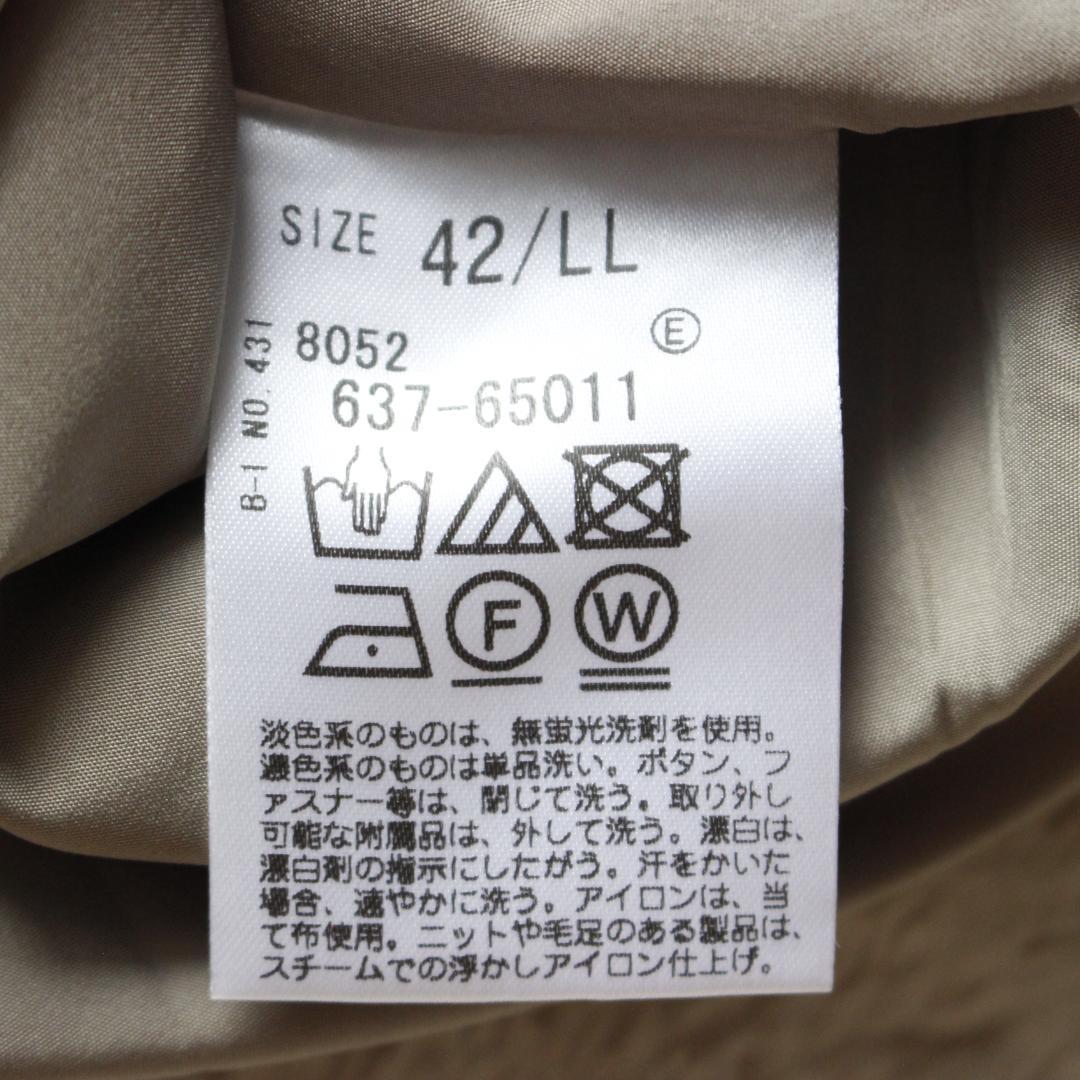 SIZE 42/LL
E
8052
637-65011
B-1 NO. 431
F
W
淡色系のものは、無蛍光洗剤を使用。
濃色系のものは単品洗い。ボタン、フ
ァスナー等は、閉じて洗う。取り外し
可能な附属品は、外して洗う。漂白は、
漂白剤の指示にしたがう。汗をかいた
場合、速やかに洗う。アイロンは、当
て布使用。ニットや毛足のある製品は、
スチームでの浮かしアイロン仕上げ。